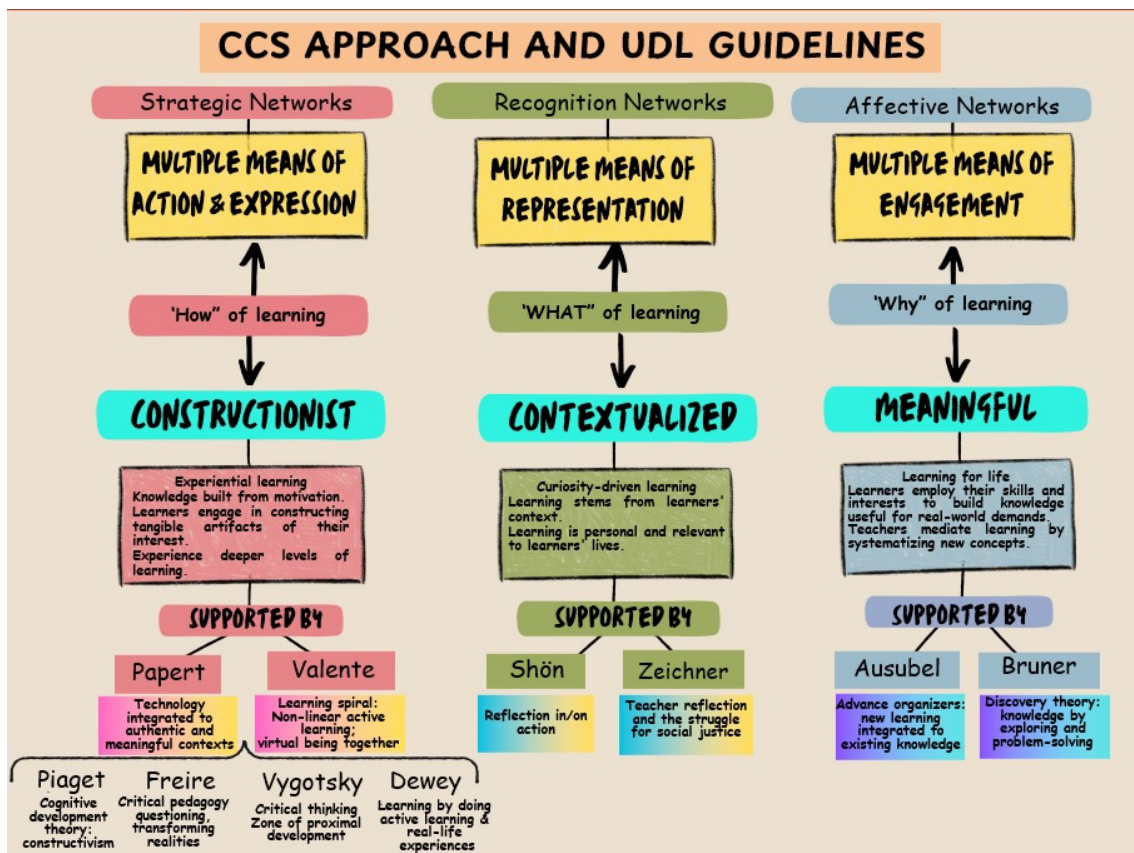 CCS APPROACH AND UDL GUIDELINES
Strategic Networks
MULTIPLE MEANS OF
ACTION & EXPRESSION
‘How” of learning
CONSTRUCTIONIST
Experiential learning
Knowledge built from motivation.
Learners engage in constructing
tangible artifacts of their
interest.
Experience deeper levels of
learning.
SUPPORTED BY
Papert
Technology
integrated to
authentic and
meaningful contexts
Valente
Learning spiral:
Non-linear active
learning;
virtual being together
Piaget
Cognitive
development
theory:
constructivism
Freire
Critical pedagogy
questioning,
transforming
realities
Vygotsky
Critical thinking
Zone of proximal
development
Dewey
Learning by doing
active learning &
real-life
experiences
Recognition Networks
MULTIPLE MEANS OF
REPRESENTATION
‘WHAT” of learning
CONTEXTUALIZED
Curiosity-driven learning
Learning stems from learners’
context.
Learning is personal and relevant
to learners’ lives.
SUPPORTED BY
Shön
Reflection in/on
action
Zeichner
Teacher reflection
and the struggle
for social justice
Affective Networks
MULTIPLE MEANS OF
ENGAGEMENT
‘Why” of learning
MEANINGFUL
Learning for life
Learners employ their skills and
interests to build knowledge
useful for real-world demands.
Teachers mediate learning by
systematizing new concepts.
SUPPORTED BY
Ausubel
Advance organizers:
new learning
integrated to
existing knowledge
Bruner
Discovery theory:
knowledge by
exploring and
problem-solving